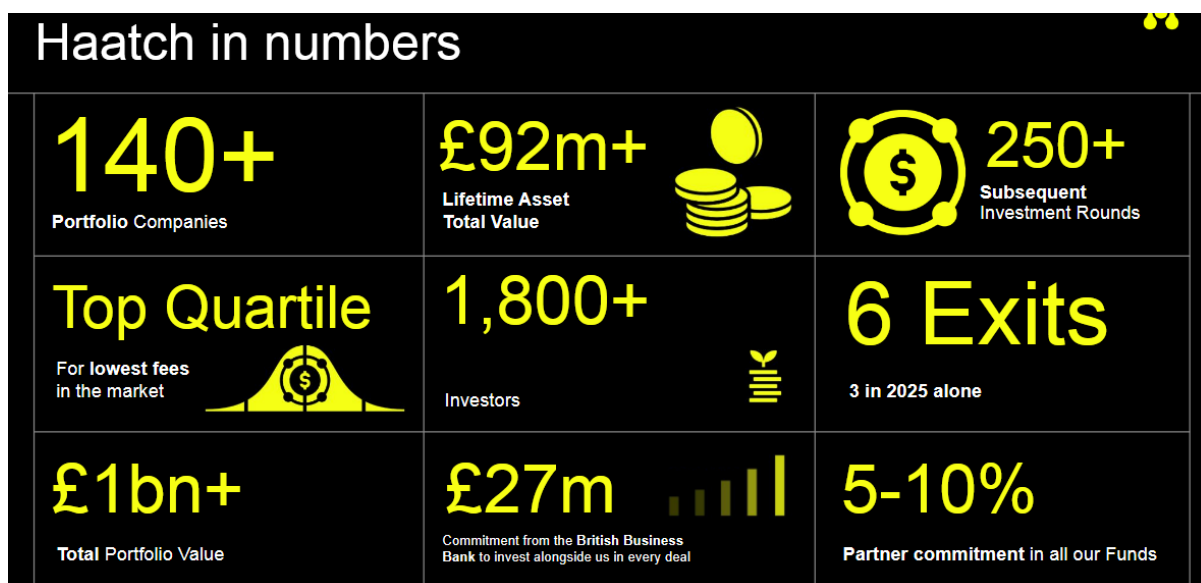 Haatch in numbers
140+
Portfolio Companies
£92m+
Lifetime Asset
Total Value
$
250+
Subsequent
Investment Rounds
Top Quartile
For lowest fees
in the market
$
1,800+
Investors
6 Exits
3 in 2025 alone
£1bn+
Total Portfolio Value
£27m
Commitment from the British Business
Bank to invest alongside us in every deal
5-10%
Partner commitment in all our Funds